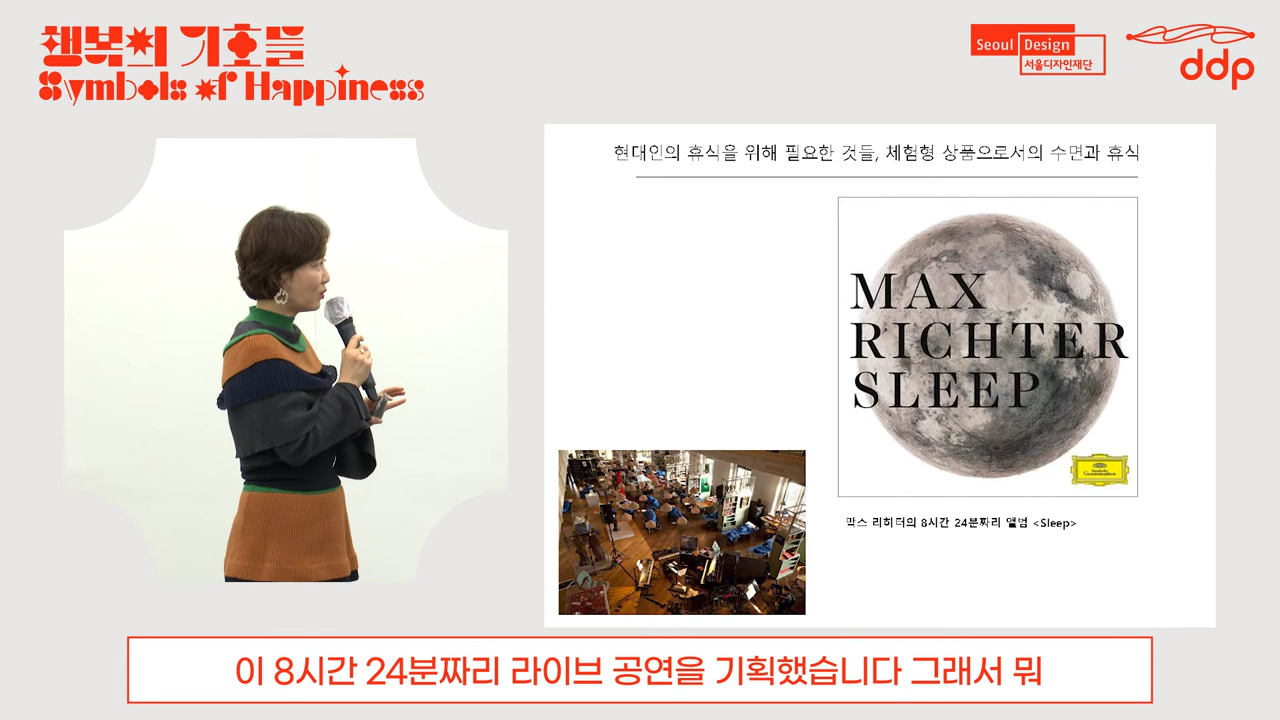 행복의 기호들
Symbols of Happiness
Seoul Design
서울디자인재단
ddp
현대인의 휴식을 위해 필요한 것들, 체험형 상품으로서의 수면과 휴식
MAX
RICHTER
SLEEP
Deutsche
Grammophon
막스 리히터의 8시간 24분짜리 앨범 <Sleep>
이 8시간 24분짜리 라이브 공연을 기획했습니다 그래서 뭐